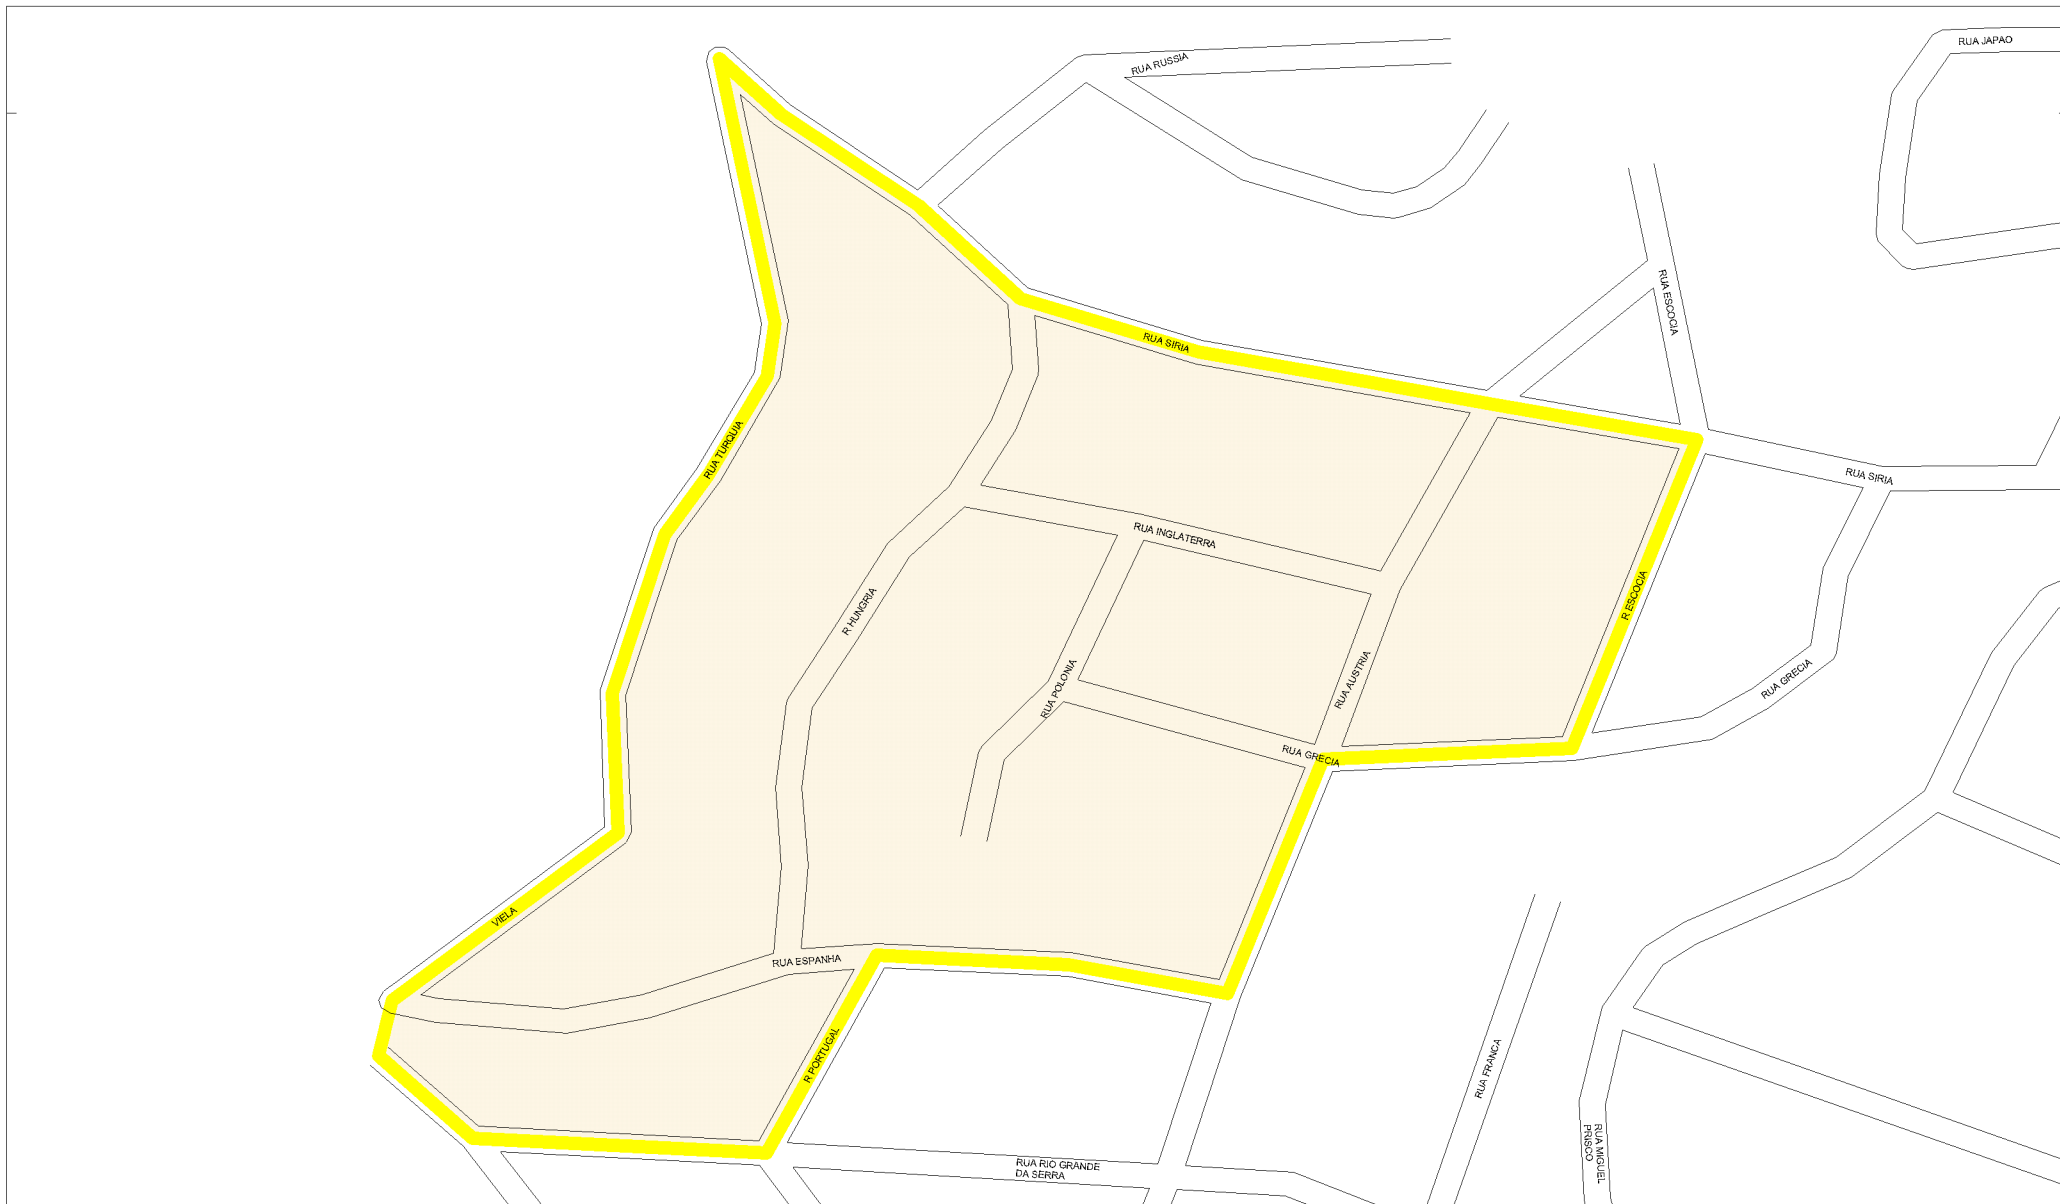 RUA JAPAO
RUA RUSSIA
RUA ESCOCIA
RUA SIRIA
RUA TURQUIA
RUA SIRIA
RUA INGLATERRA
R HUNGRIA
R ESCOCIA
RUA POLONIA
RUA AUSTRIA
RUA GRECIA
RUA GRECIA
VIELA
RUA ESPANHA
R PORTUGAL
RUA FRANCA
RUA MIGUEL
PRISCO
RUA RIO GRANDE
DA SERRA